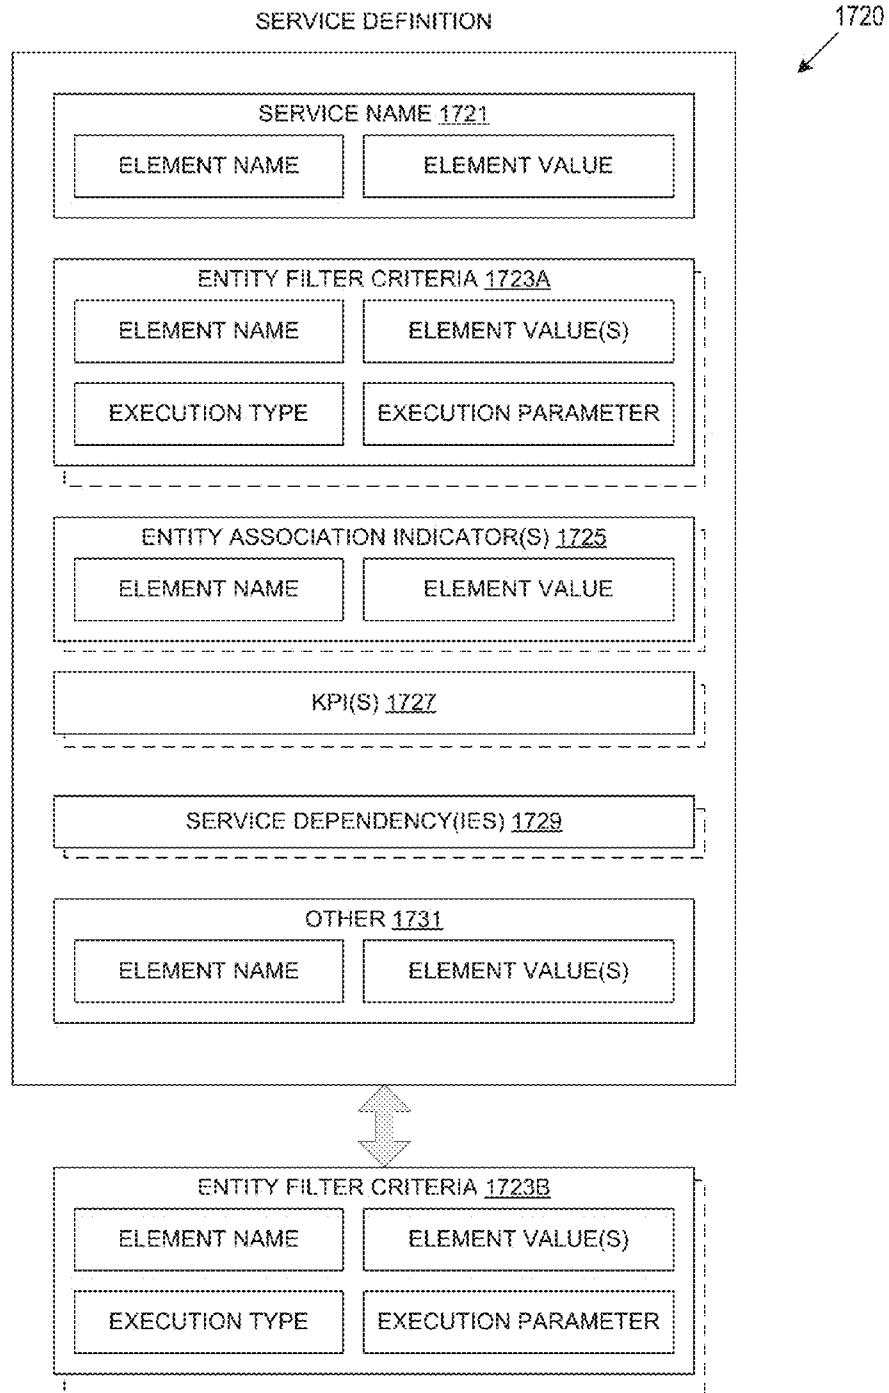 SERVICE DEFINITION
1720
SERVICE NAME 1721
ELEMENT NAME
ELEMENT VALUE
ENTITY FILTER CRITERIA 1723A
ELEMENT NAME
ELEMENT VALUE(S)
EXECUTION TYPE
EXECUTION PARAMETER
ENTITY ASSOCIATION INDICATOR(S) 1725
ELEMENT NAME
ELEMENT VALUE
KPI(S) 1727
SERVICE DEPENDENCY(IES) 1729
OTHER 1731
ELEMENT NAME
ELEMENT VALUE(S)
ENTITY FILTER CRITERIA 1723B
ELEMENT NAME
ELEMENT VALUE(S)
EXECUTION TYPE
EXECUTION PARAMETER